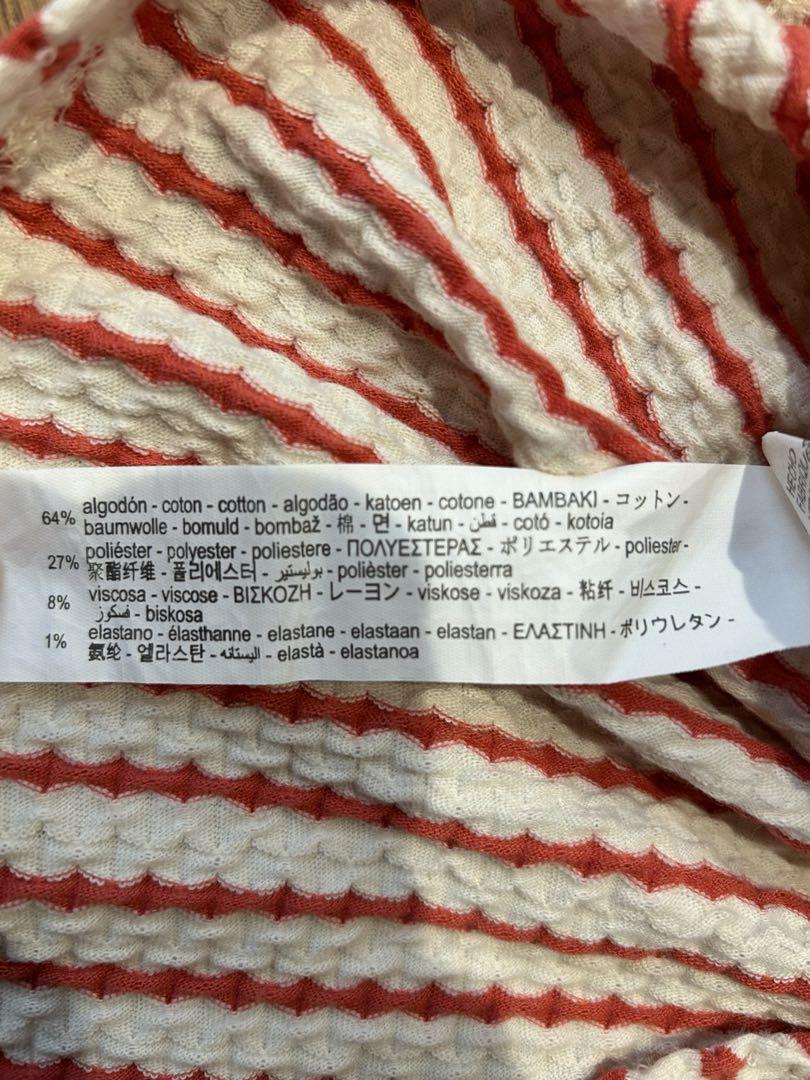 64% algodón - coton - cotton - algodão - katoen - cotone - BAMBAKI - コットン -
baumwolle - bomuld - bombaž - 棉 - 면 - katun - قطن - cotó - kotoia
27% poliéster - polyester - poliestere - ΠΟΛΥΕΣΤΕΡΑΣ - ポリエステル - poliester -
聚酯纤维 - 폴리에스터 - بوليستير - polièster - poliesterra
8% viscosa - viscose - ΒΙΣΚΟΖΗ - レーヨン - viskose - viskoza - 粘纤 - 비스코스 -
فسكوز - biskosa
1% elastano - élasthanne - elastane - elastaan - elastan - ΕΛΑΣΤΙΝΗ - ポリウレタン -
氨纶 - 엘라스탄 - اليستانه - elastà - elastanoa